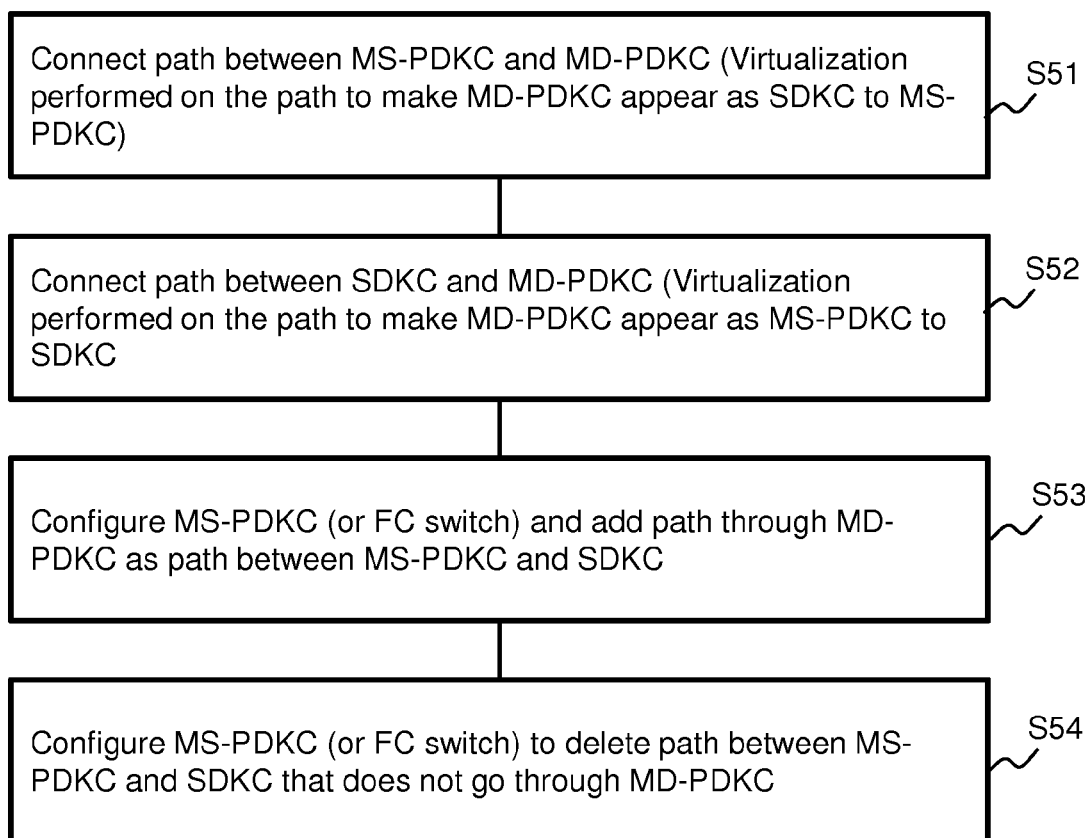 Connect path between MS-PDKC and MD-PDKC (Virtualization
performed on the path to make MD-PDKC appear as SDKC to MS-
PDKC)
S51
Connect path between SDKC and MD-PDKC (Virtualization
performed on the path to make MD-PDKC appear as MS-PDKC to
SDKC
S52
Configure MS-PDKC (or FC switch) and add path through MD-
PDKC as path between MS-PDKC and SDKC
S53
Configure MS-PDKC (or FC switch) to delete path between MS-
PDKC and SDKC that does not go through MD-PDKC
S54